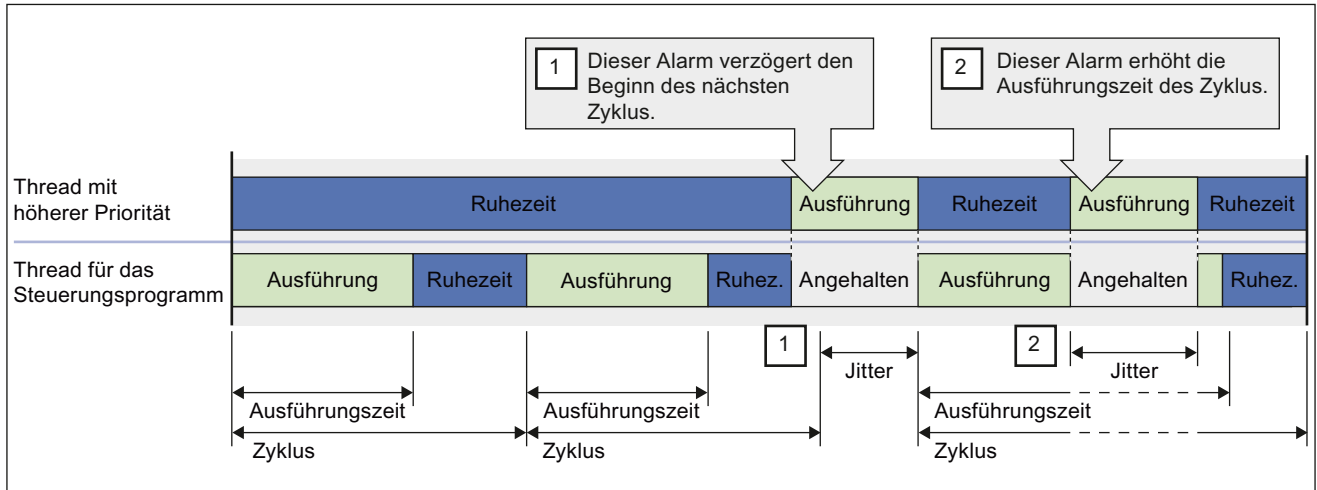 1 Dieser Alarm verzögert den
Beginn des nächsten
Zyklus.
2 Dieser Alarm erhöht die
Ausführungszeit des Zyklus.
Thread mit
höherer Priorität
Ruhezeit Ausführung Ruhezeit Ausführung Ruhezeit
Thread für das
Steuerungsprogramm
Ausführung Ruhezeit Ausführung Ruhez. Angehalten Ausführung Angehalten Ruhez.
1 2
Jitter Jitter
Ausführungszeit Ausführungszeit Ausführungszeit
Zyklus Zyklus Zyklus